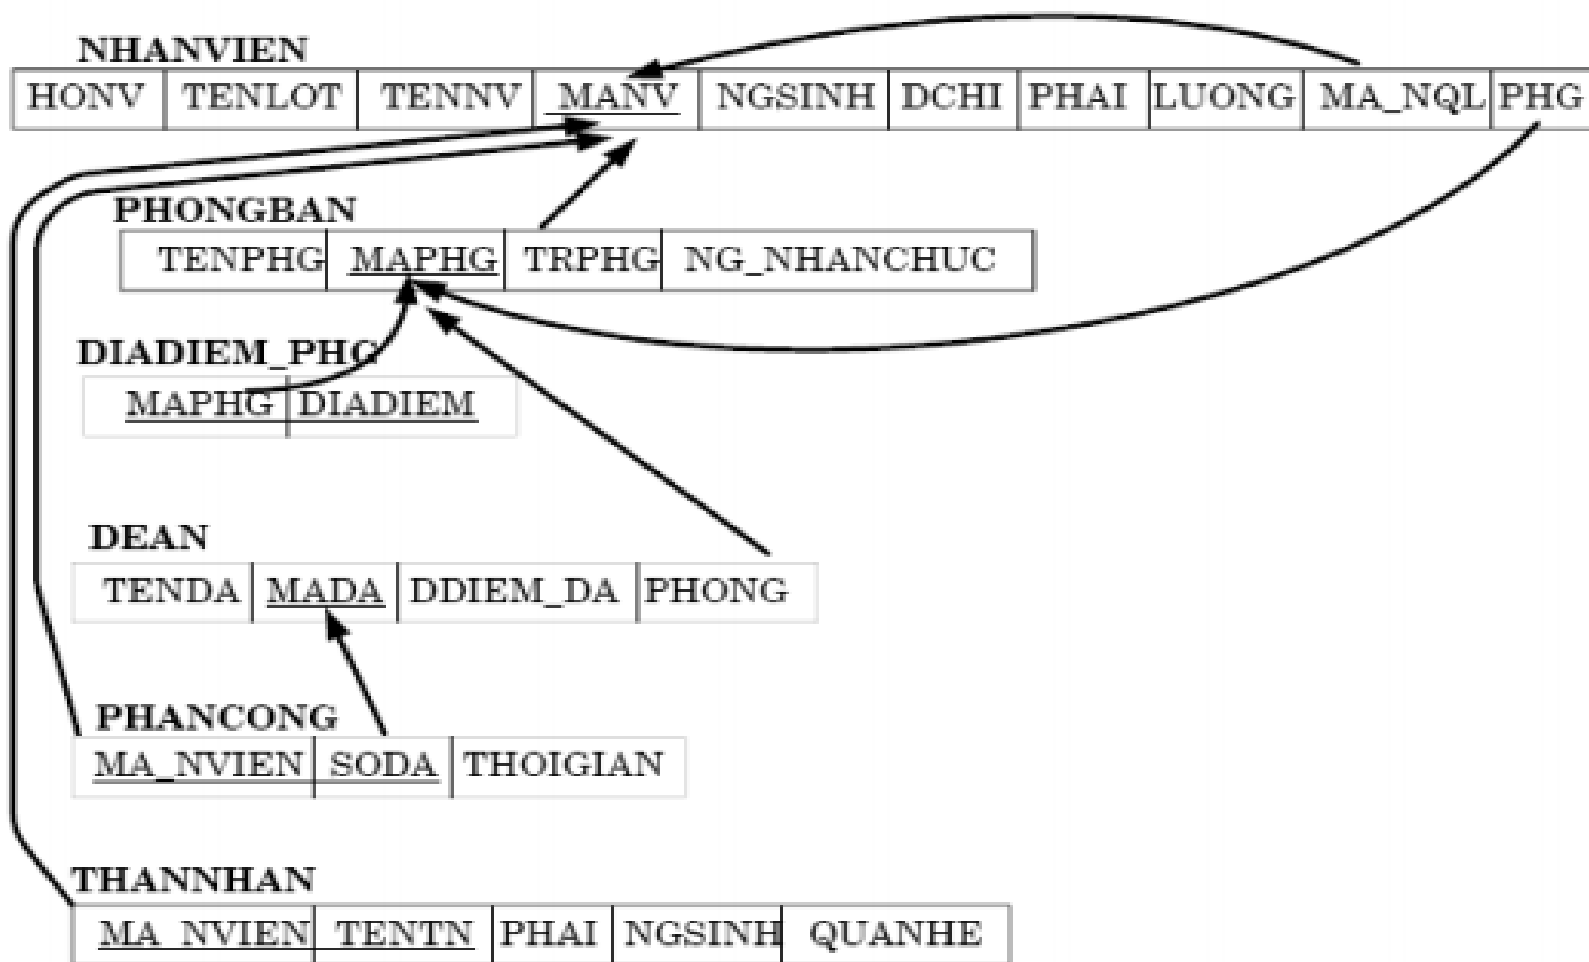 NHANVIEN
HONV TENLOT TENNV MANV NGSINH DCHI PHAI LUONG MA_NQL PHG
PHONGBAN
TENPHG MAPHG TRPHG NG_NHANCHUC
DIADIEM_PHG
MAPHG DIADIEM
DEAN
TENDA MADA DDIEM_DA PHONG
PHANCONG
MA_NVIEN SODA THOIGIAN
THANNHAN
MA_NVIEN TENTN PHAI NGSINH QUANHE